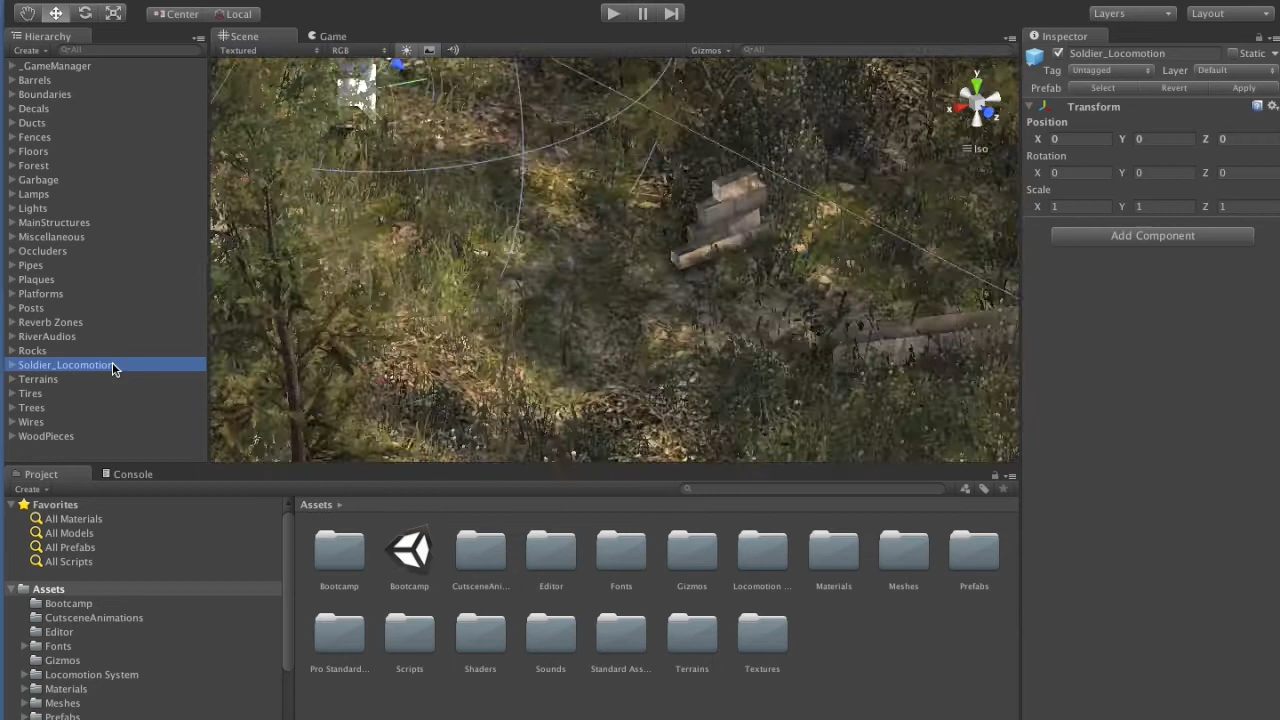 Center Local Layers Layout
Hierarchy Scene Game Inspector
Create All Textured RGB Gizmos All Soldier_Locomotion Static
_GameManager Tag Untagged Layer Default
Barrels Prefab Select Revert Apply
Boundaries
Decals Transform
Ducts Position
Fences X 0 Y 0 Z 0
Floors Iso Rotation
Forest X 0 Y 0 Z 0
Garbage Scale
Lamps X 1 Y 1 Z 1
Lights
MainStructures
Miscellaneous Add Component
Occluders
Pipes
Plaques
Platforms
Posts
Reverb Zones
RiverAudios
Rocks
Soldier_Locomotion
Terrains
Tires
Trees
Wires
WoodPieces
Project Console
Create
Favorites Assets
All Materials
All Models
All Prefabs
All Scripts
Assets Bootcamp Bootcamp CutsceneAni... Editor Fonts Gizmos Locomotion ... Materials Meshes Prefabs
Bootcamp
CutsceneAnimations
Editor
Fonts
Gizmos
Locomotion System Pro Standard... Scripts Shaders Sounds Standard Ass... Terrains Textures
Materials
Meshes
Prefabs
x y z